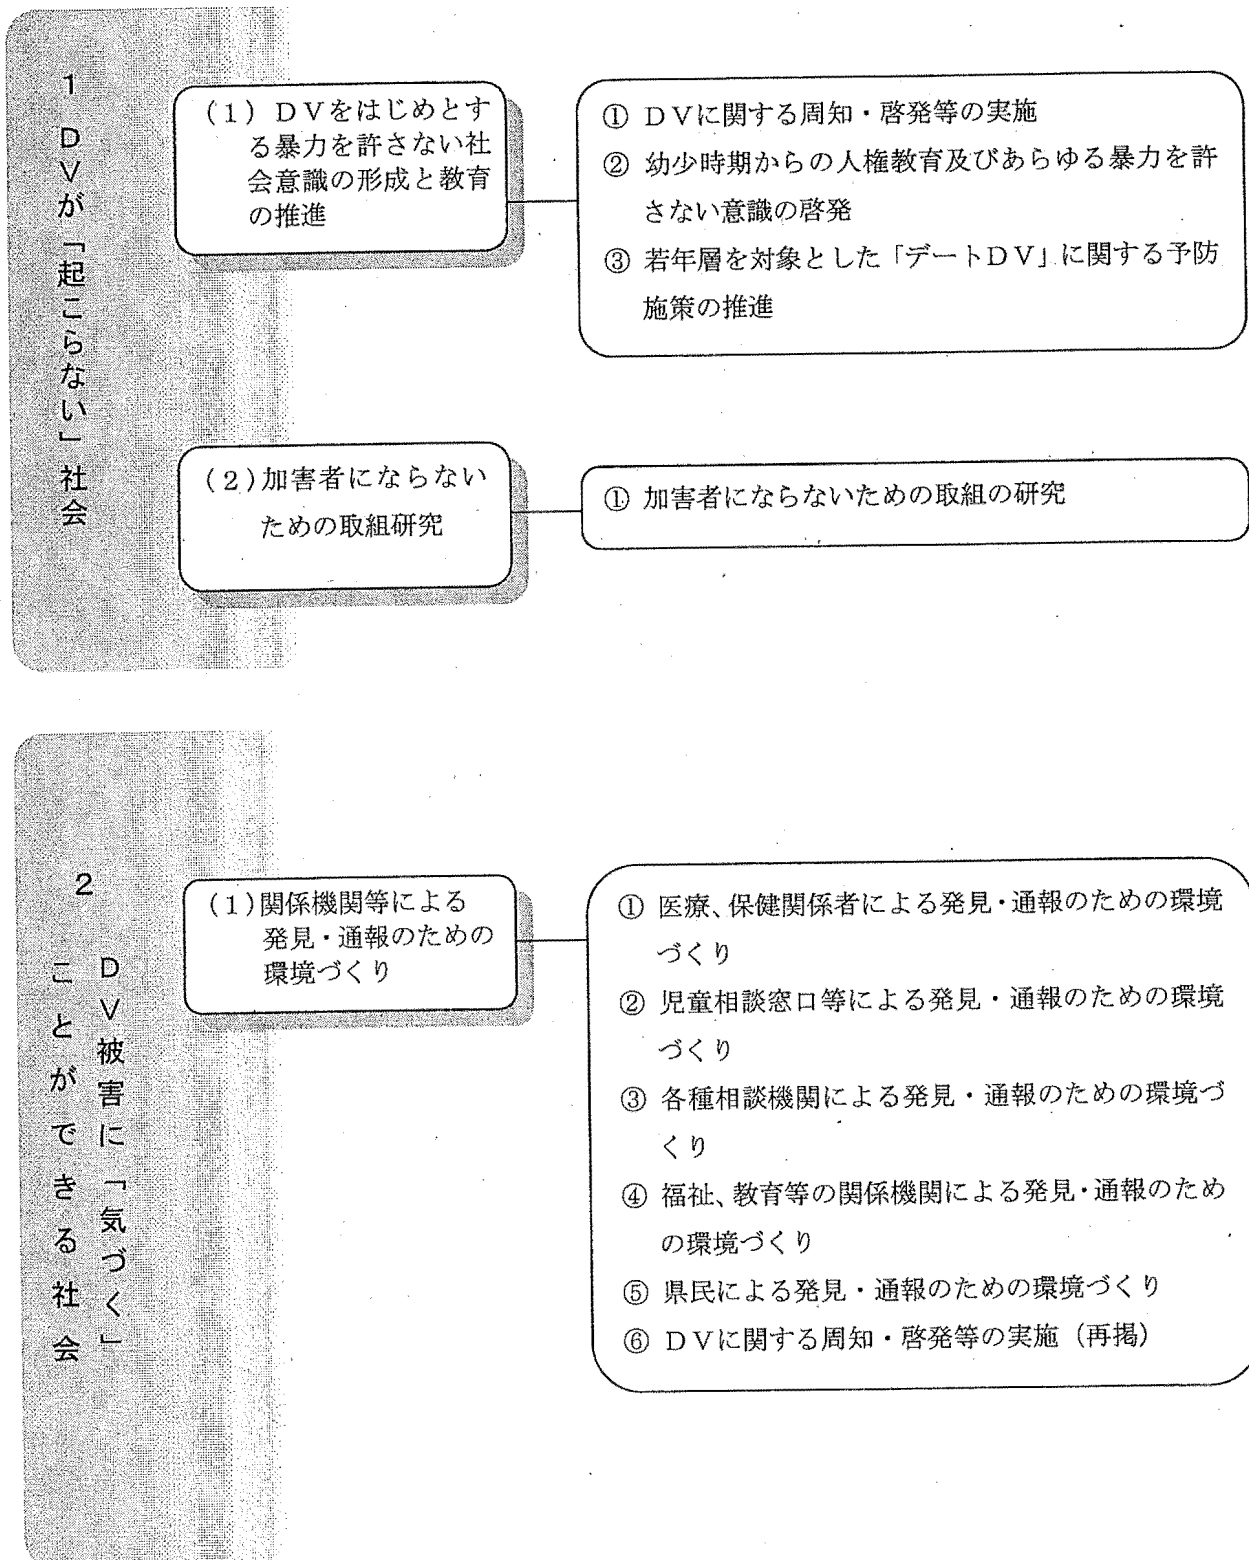 1 DVが「起こらない」社会
(1) DVをはじめとす
る暴力を許さない社
会意識の形成と教育
の推進
① DVに関する周知・啓発等の実施
② 幼少時期からの人権教育及びあらゆる暴力を許
さない意識の啓発
③ 若年層を対象とした「デートDV」に関する予防
施策の推進
(2)加害者にならない
ための取組研究
① 加害者にならないための取組の研究
2 DV被害に「気づく」
ことができる社会
(1)関係機関等による
発見・通報のための
環境づくり
① 医療、保健関係者による発見・通報のための環境
づくり
② 児童相談窓口等による発見・通報のための環境
づくり
③ 各種相談機関による発見・通報のための環境づ
くり
④ 福祉、教育等の関係機関による発見・通報のため
の環境づくり
⑤ 県民による発見・通報のための環境づくり
⑥ DVに関する周知・啓発等の実施（再掲）